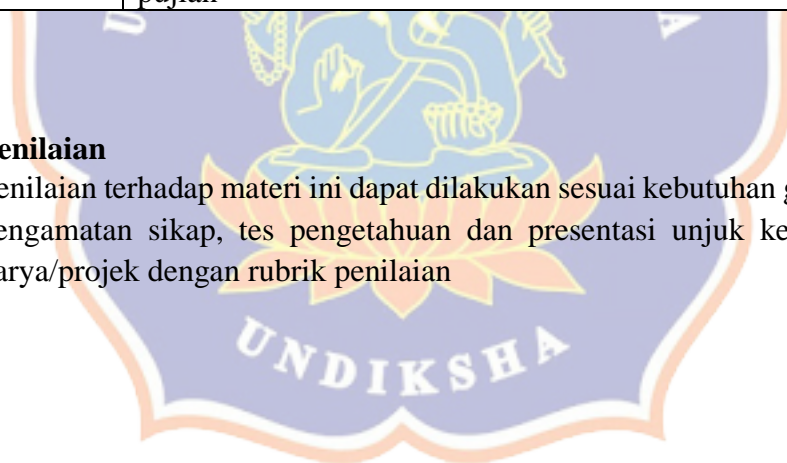 pujian
enilaian
enilaian terhadap materi ini dapat dilakukan sesuai kebutuhan g
engamatan sikap, tes pengetahuan dan presentasi unjuk ke
arya/projek dengan rubrik penilaian
UNDIKSHA